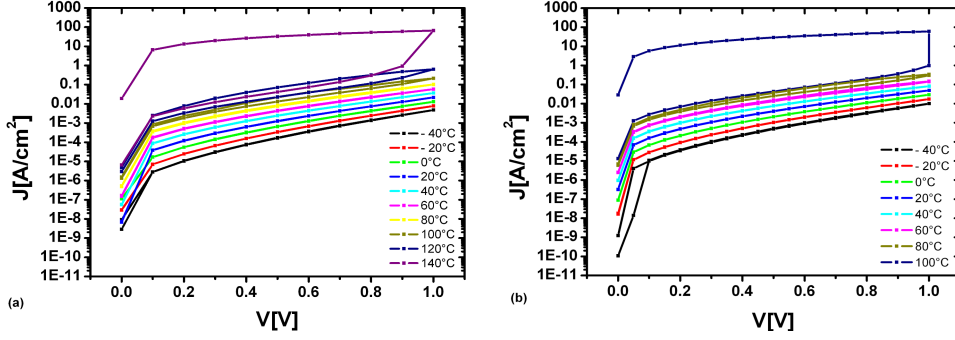 1000
100
10
1
0.1
0.01
1E-3
1E-4
1E-5
1E-6
1E-7
1E-8
1E-9
1E-10
1E-11
J[A/cm²]
0.0 0.2 0.4 0.6 0.8 1.0
V[V]
- 40°C
- 20°C
0°C
20°C
40°C
60°C
80°C
100°C
120°C
140°C
(a)
1000
100
10
1
0.1
0.01
1E-3
1E-4
1E-5
1E-6
1E-7
1E-8
1E-9
1E-10
1E-11
J[A/cm²]
0.0 0.2 0.4 0.6 0.8 1.0
V[V]
- 40°C
- 20°C
0°C
20°C
40°C
60°C
80°C
100°C
(b)